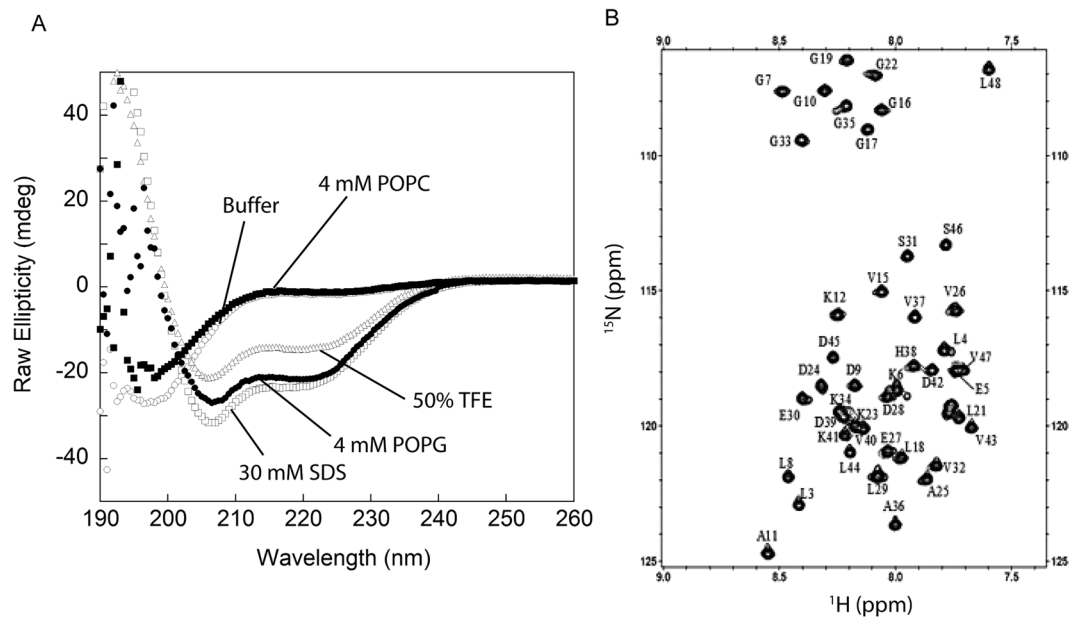 A
Raw Ellipticity (mdeg)
40
20
0
-20
-40
190 200 210 220 230 240 250 260
Wavelength (nm)
Buffer
4 mM POPC
50% TFE
4 mM POPG
30 mM SDS
B
9.0 8.5 8.0 7.5
G19
G22
L48
G7
G10
G16
G35
G17
G33
110
110
S46
S31
V15
115
115
V26
K12
V37
L4
D45
H38
V47
K6
D24
D9
D42
E5
E30
K34
D28
L21
D39
K23
120
120
K41
V40
E27
V43
L44
L18
V32
L8
L29
A25
L3
A36
A11
125
125
9.0 8.5 8.0 7.5
15N (ppm)
1H (ppm)